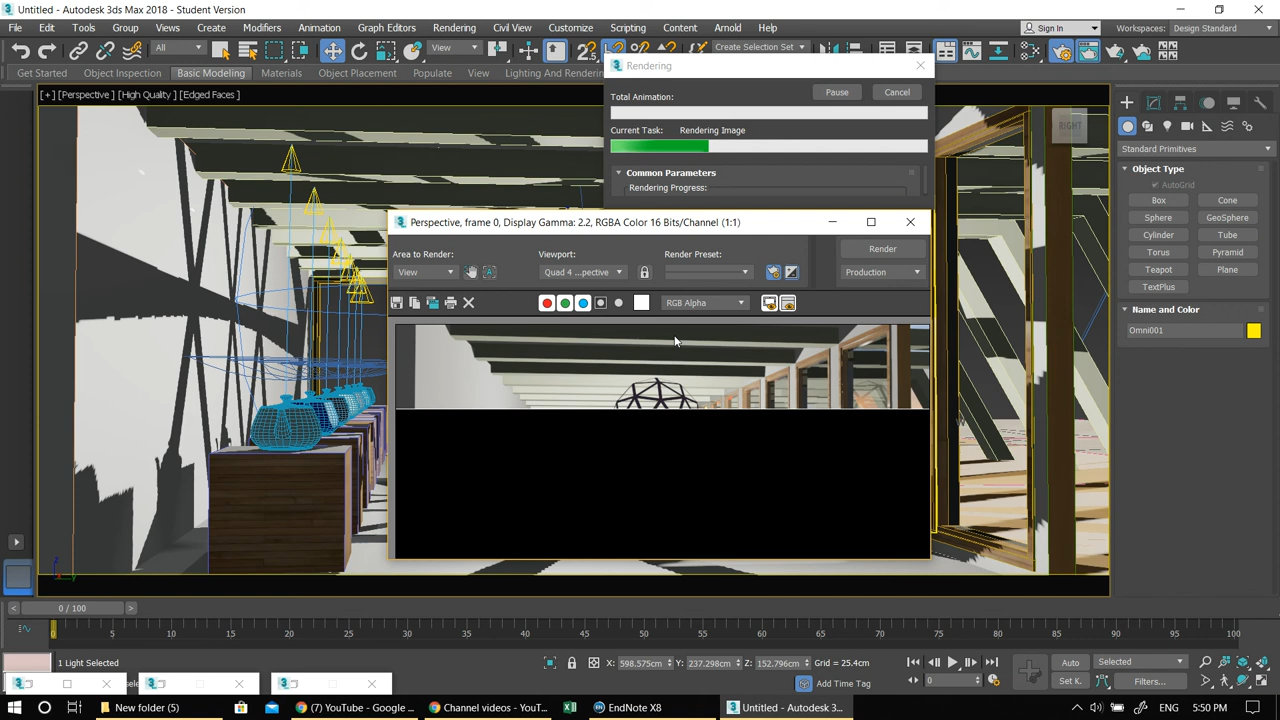 Untitled - Autodesk 3ds Max 2018 - Student Version
File Edit Tools Group Views Create Modifiers Animation Graph Editors Rendering Civil View Customize Scripting Content Arnold Help Sign In Workspaces: Design Standard
All View Create Selection Set
Get Started Object Inspection Basic Modeling Materials Object Placement Populate View Lighting And
Rendering
Pause Cancel
Total Animation:
[+] [Perspective] [High Quality] [Edged Faces]
Current Task: Rendering Image
RIGHT
Standard Primitives
Common Parameters
Rendering Progress:
Object Type
AutoGrid
Box Cone
Sphere GeoSphere
Cylinder Tube
Torus Pyramid
Teapot Plane
TextPlus
Name and Color
Omni001
Perspective, frame 0, Display Gamma: 2.2, RGBA Color 16 Bits/Channel (1:1)
Area to Render: Viewport: Render Preset: Render
View Quad 4 ...pective Production
RGB Alpha
0 / 100
0 5 10 15 20 25 30 35 40 45 50 55 60 65 70 75 80 85 90 95 100
1 Light Selected X: 598.575cm Y: 237.298cm Z: 152.796cm Grid = 25.4cm Auto Selected
Add Time Tag 0 Set K. Filters...
New folder (5) (7) YouTube - Google ... Channel videos - YouT... EndNote X8 Untitled - Autodesk 3... ENG 5:50 PM